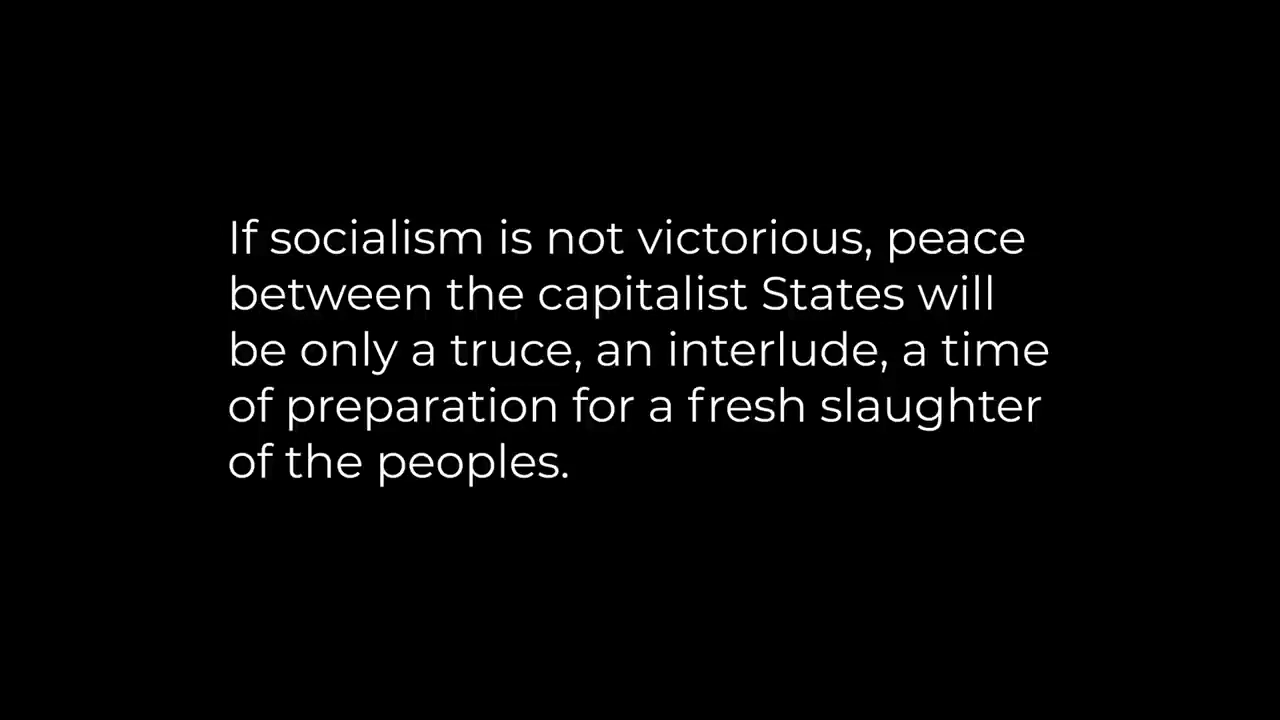 If socialism is not victorious, peace
between the capitalist States will
be only a truce, an interlude, a time
of preparation for a fresh slaughter
of the peoples.